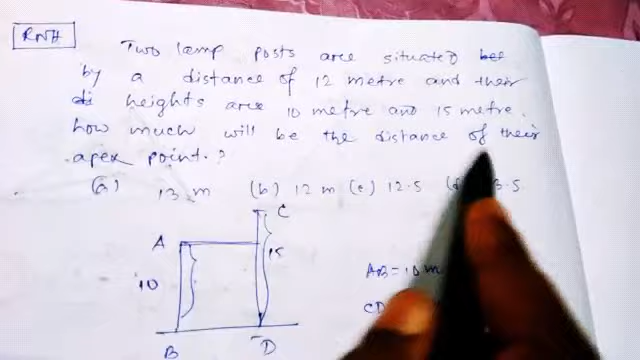 RNH
Two lamp posts are situated
by a distance of 12 metre and their
heights are 10 metre and 15 metre.
how much will be the distance of their
apex point.?
(a) 13 m (b) 12 m (c) 12.5
C
A
15
10
AB = 10 m
CD
B D